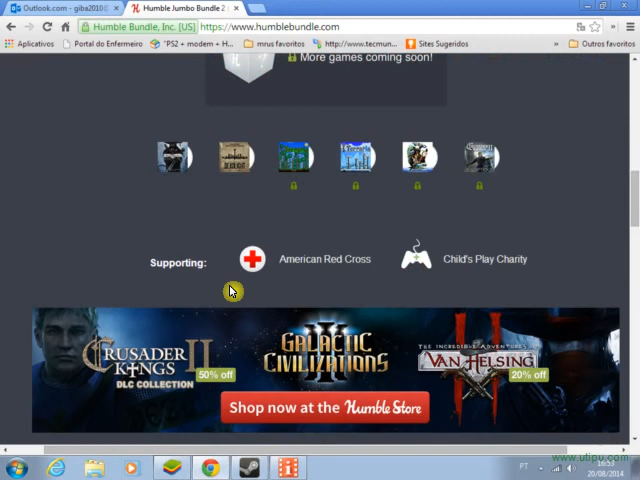 Outlook.com - giba2010@
Humble Jumbo Bundle 2
Humble Bundle, Inc. [US] https://www.humblebundle.com
Aplicativos Portal do Enfermeiro "PS2 + modem + H... mrus favoritos http://www.tecmun... Sites Sugeridos » Outros favoritos
More games coming soon!
Supporting: American Red Cross Child's Play Charity
CRUSADER KINGS II
DLC COLLECTION
50% off
GALACTIC CIVILIZATIONS III
THE INCREDIBLE ADVENTURES OF
VAN HELSING II
20% off
Shop now at the Humble Store
www.utipu.com
PT 16:53
20/08/2014